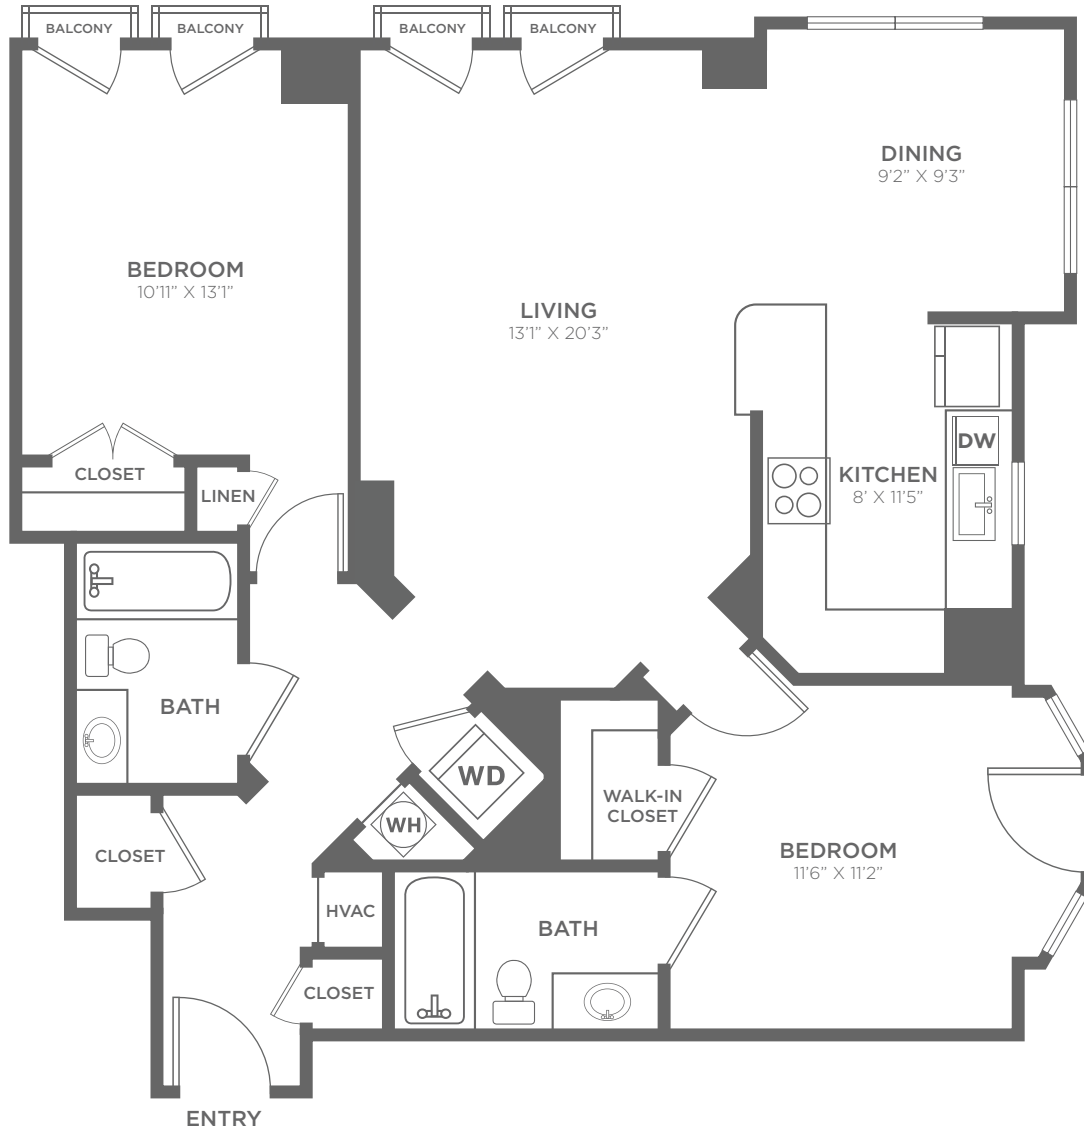 BALCONY
BALCONY
BALCONY
BALCONY
DINING
9’2” X 9’3”
BEDROOM
10’11” X 13’1”
LIVING
13’1” X 20’3”
DW
KITCHEN
8’ X 11’5”
CLOSET
LINEN
BATH
WD
WALK-IN
CLOSET
WH
CLOSET
BEDROOM
11’6” X 11’2”
HVAC
BATH
CLOSET
ENTRY